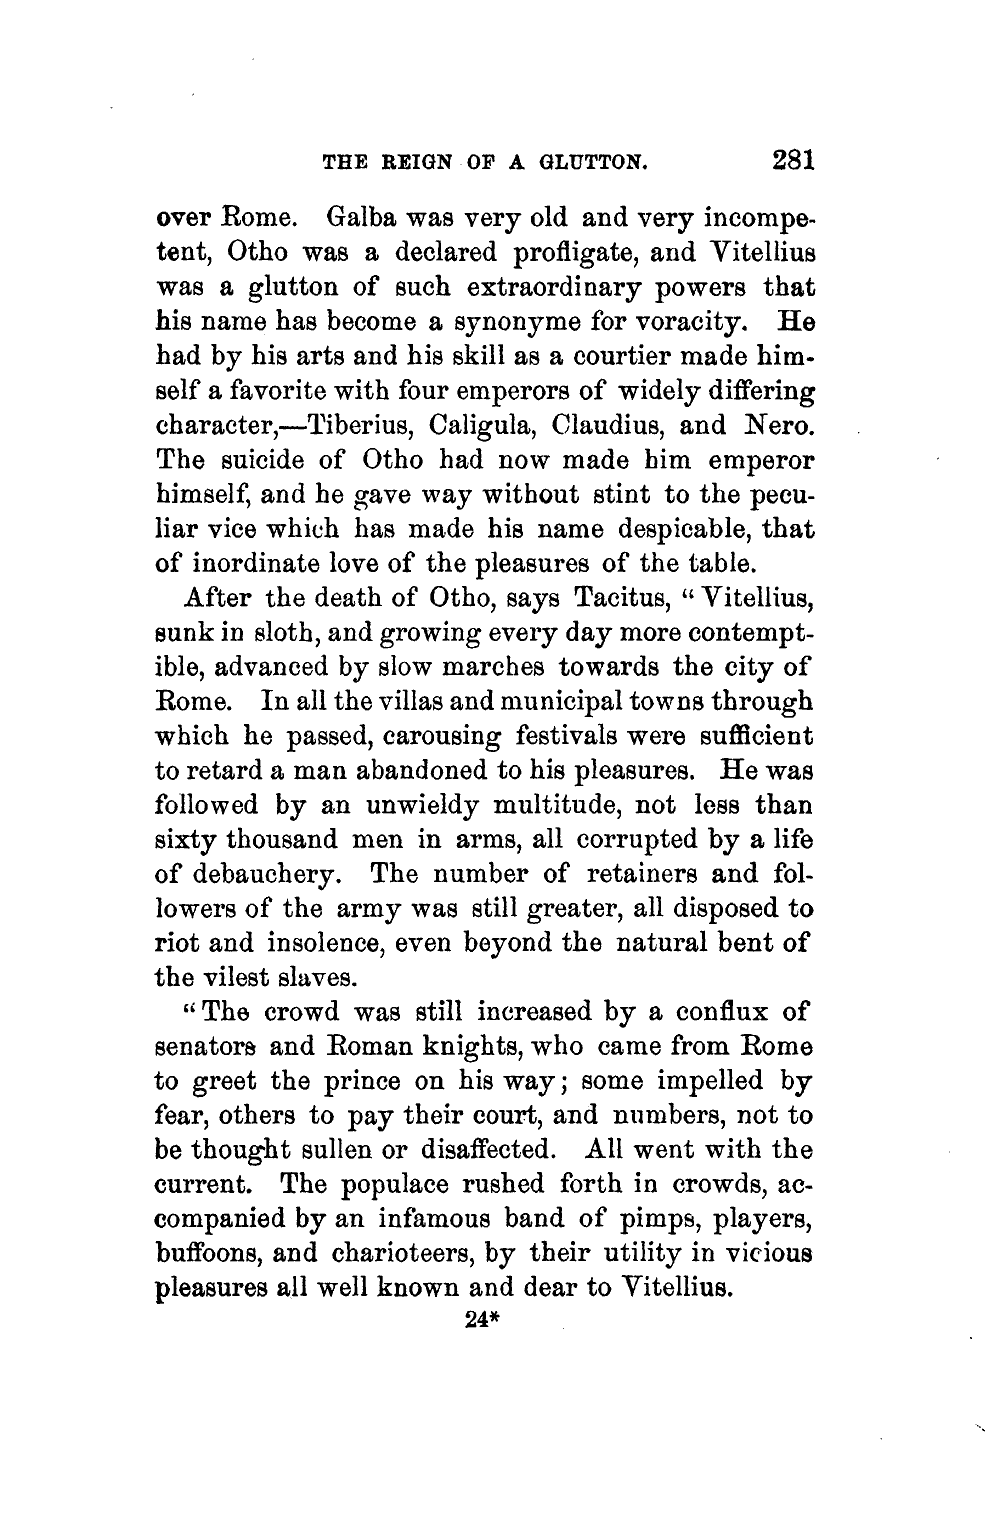 THE REIGN OF A GLUTTON. 281
over Rome. Galba was very old and very incompe-
tent, Otho was a declared profligate, and Vitellius
was a glutton of such extraordinary powers that
his name has become a synonyme for voracity. He
had by his arts and his skill as a courtier made him-
self a favorite with four emperors of widely differing
character,—Tiberius, Caligula, Claudius, and Nero.
The suicide of Otho had now made him emperor
himself, and he gave way without stint to the pecu-
liar vice which has made his name despicable, that
of inordinate love of the pleasures of the table.
After the death of Otho, says Tacitus, “Vitellius,
sunk in sloth, and growing every day more contempt-
ible, advanced by slow marches towards the city of
Rome. In all the villas and municipal towns through
which he passed, carousing festivals were sufficient
to retard a man abandoned to his pleasures. He was
followed by an unwieldy multitude, not less than
sixty thousand men in arms, all corrupted by a life
of debauchery. The number of retainers and fol-
lowers of the army was still greater, all disposed to
riot and insolence, even beyond the natural bent of
the vilest slaves.
“The crowd was still increased by a conflux of
senators and Roman knights, who came from Rome
to greet the prince on his way; some impelled by
fear, others to pay their court, and numbers, not to
be thought sullen or disaffected. All went with the
current. The populace rushed forth in crowds, ac-
companied by an infamous band of pimps, players,
buffoons, and charioteers, by their utility in vicious
pleasures all well known and dear to Vitellius.
24*